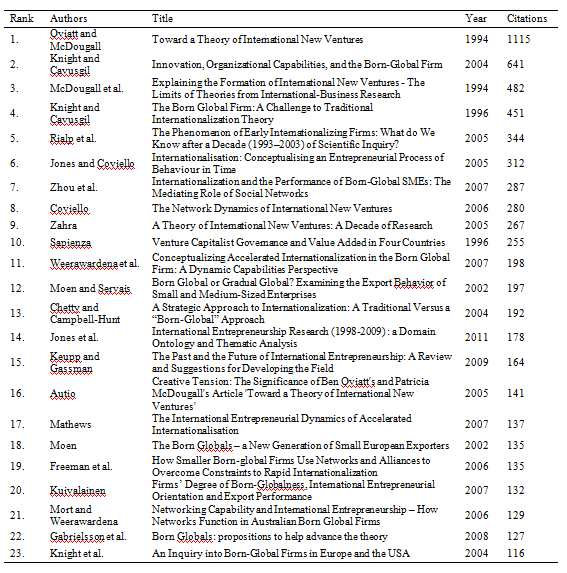 Rank Authors Title Year Citations
1. Oviatt and McDougall Toward a Theory of International New Ventures 1994 1115
2. Knight and Cavusgil Innovation, Organizational Capabilities, and the Born-Global Firm 2004 641
3. McDougall et al. Explaining the Formation of International New Ventures - The
Limits of Theories from International-Business Research 1994 482
4. Knight and Cavusgil The Born Global Firm: A Challenge to Traditional
Internationalization Theory 1996 451
5. Rialp et al. The Phenomenon of Early Internationalizing Firms: What do We
Know after a Decade (1993–2003) of Scientific Inquiry? 2005 344
6. Jones and Coviello Internationalisation: Conceptualising an Entrepreneurial Process of
Behaviour in Time 2005 312
7. Zhou et al. Internationalization and the Performance of Born-Global SMEs: The
Mediating Role of Social Networks 2007 287
8. Coviello The Network Dynamics of International New Ventures 2006 280
9. Zahra A Theory of International New Ventures: A Decade of Research 2005 267
10. Sapienza Venture Capitalist Governance and Value Added in Four Countries 1996 255
11. Weerawardena et al. Conceptualizing Accelerated Internationalization in the Born Global
Firm: A Dynamic Capabilities Perspective 2007 198
12. Moen and Servais Born Global or Gradual Global? Examining the Export Behavior of
Small and Medium-Sized Enterprises 2002 197
13. Chetty and Campbell-Hunt A Strategic Approach to Internationalization: A Traditional Versus a
“Born-Global” Approach 2004 192
14. Jones et al. International Entrepreneurship Research (1998-2009) : a Domain
Ontology and Thematic Analysis 2011 178
15. Keupp and Gassman The Past and the Future of International Entrepreneurship: A Review
and Suggestions for Developing the Field 2009 164
16. Autio Creative Tension: The Significance of Ben Oviatt's and Patricia
McDougall's Article 'Toward a Theory of International New
Ventures' 2005 141
17. Mathews The International Entrepreneurial Dynamics of Accelerated
Internationalisation 2007 137
18. Moen The Born Globals – a New Generation of Small European Exporters 2002 135
19. Freeman et al. How Smaller Born-global Firms Use Networks and Alliances to
Overcome Constraints to Rapid Internationalization 2006 135
20. Kuivalainen Firms’ Degree of Born-Globalness, International Entrepreneurial
Orientation and Export Performance 2007 132
21. Mort and Weerawardena Networking Capability and International Entrepreneurship – How
Networks Function in Australian Born Global Firms 2006 129
22. Gabrielsson et al. Born Globals: propositions to help advance the theory 2008 127
23. Knight et al. An Inquiry into Born-Global Firms in Europe and the USA 2004 116